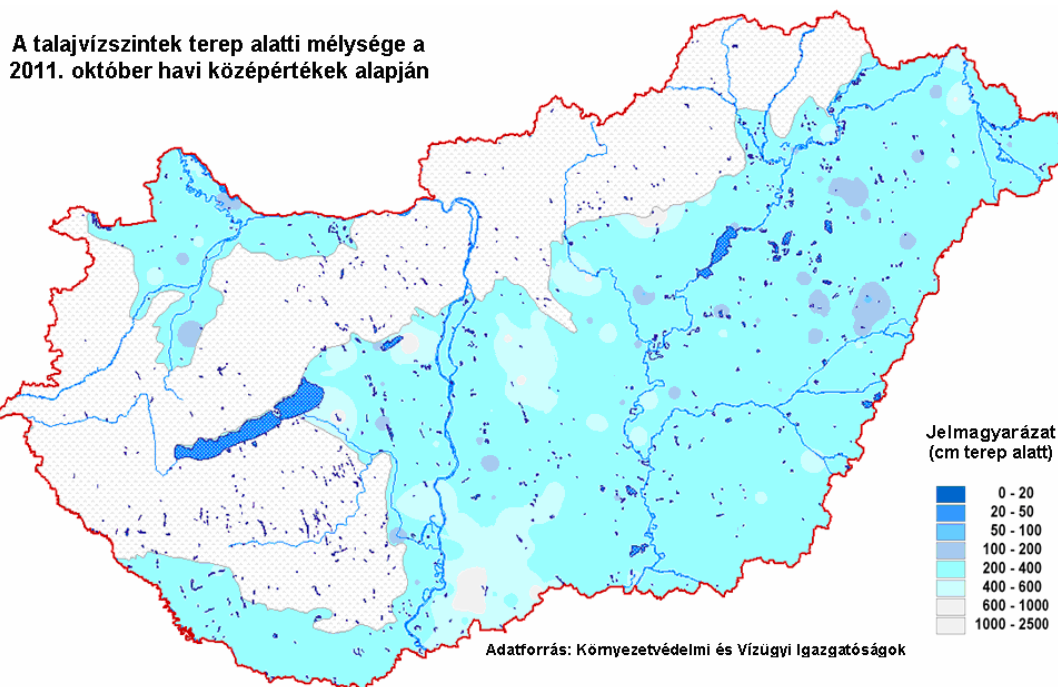 A talajvízszintek terep alatti mélysége a
2011. október havi középértékek alapján
Jelmagyarázat
(cm terep alatt)
0 - 20
20 - 50
50 - 100
100 - 200
200 - 400
400 - 600
600 - 1000
1000 - 2500
Adatforrás: Környezetvédelmi és Vízügyi Igazgatóságok